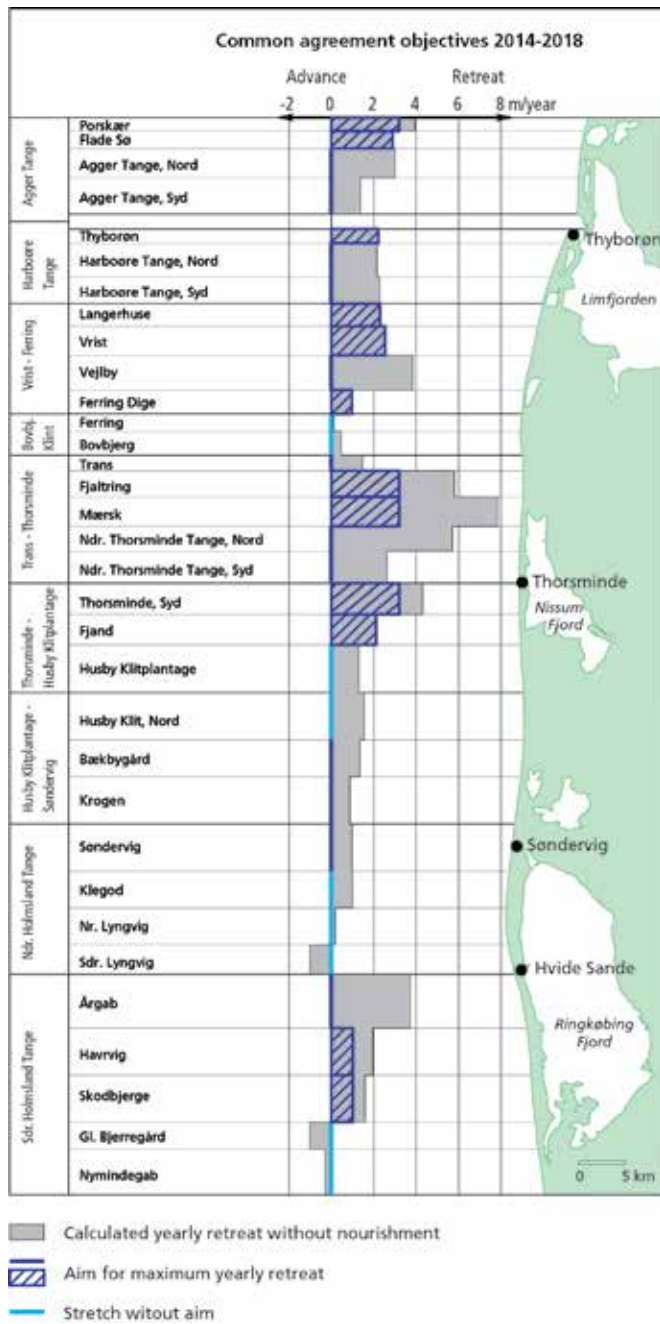 Common agreement objectives 2014-2018
Advance Retreat
-2 0 2 4 6 8 m/year
Agger Tange
Porskær
Flade Sø
Agger Tange, Nord
Agger Tange, Syd
Harboøre
Tange
Thyborøn
Harboøre Tange, Nord
Harboøre Tange, Syd
Vrist - Ferring
Langerhuse
Vrist
Vejlby
Ferring Dige
Bovbj.
Klint
Ferring
Bovbjerg
Trans - Thorsminde
Trans
Fjaltring
Mærsk
Ndr. Thorsminde Tange, Nord
Ndr. Thorsminde Tange, Syd
Thorsminde -
Husby Klitplantage
Thorsminde, Syd
Fjand
Husby Klitplantage
Husby Klitplantage -
Søndervig
Husby Klit, Nord
Bækbygård
Krogen
Ndr. Holmsland Tange
Søndervig
Klegod
Nr. Lyngvig
Sdr. Lyngvig
Sdr. Holmsland Tange
Årgab
Havrvig
Skodbjerge
Gl. Bjerregård
Nymindegab
Thyborøn
Limfjorden
Thorsminde
Nissum
Fjord
Søndervig
Hvide Sande
Ringkøbing
Fjord
0 5 km
Calculated yearly retreat without nourishment
Aim for maximum yearly retreat
Stretch witout aim